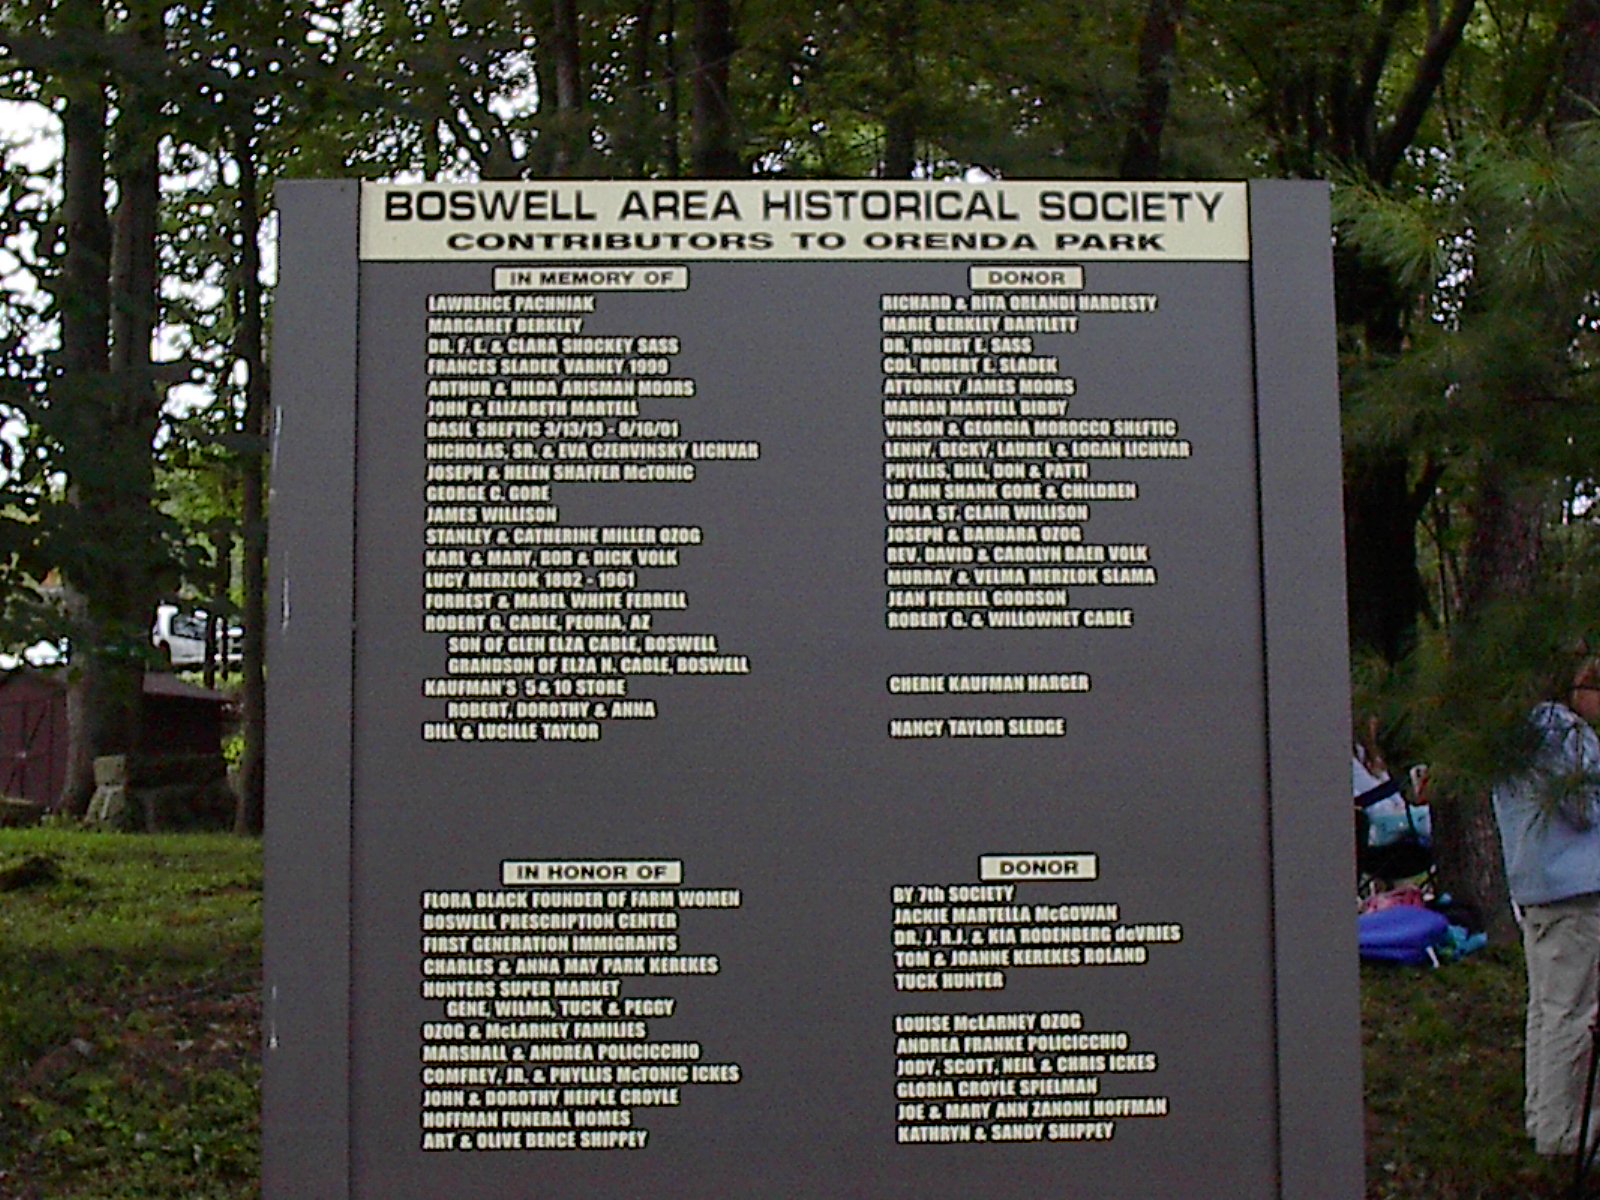 BOSWELL AREA HISTORICAL SOCIETY
CONTRIBUTORS TO ORENDA PARK
IN MEMORY OF
LAWRENCE PACHNIAK
MARGARET BERKLEY
DR. F. E. & CLARA SHOCKEY SASS
FRANCES SLADEK VARNEY 1999
ARTHUR & HILDA ARISMAN MOORS
JOHN & ELIZABETH MARTELL
BASIL SHEFTIC 3/13/13 - 8/16/01
NICHOLAS, SR. & EVA CZERVINSKY LICHVAR
JOSEPH & HELEN SHAFFER McTONIC
GEORGE C. GORE
JAMES WILLISON
STANLEY & CATHERINE MILLER OZOG
KARL & MARY, BOB & DICK VOLK
LUCY MERZLOK 1882 - 1961
FORREST & MABEL WHITE FERRELL
ROBERT G. CABLE, PEORIA, AZ
SON OF GLEN ELZA CABLE, BOSWELL
GRANDSON OF ELZA H. CABLE, BOSWELL
KAUFMAN'S 5 & 10 STORE
ROBERT, DOROTHY & ANNA
BILL & LUCILLE TAYLOR
DONOR
RICHARD & RITA ORLANDI HARDESTY
MARIE BERKLEY BARTLETT
DR. ROBERT E. SASS
COL. ROBERT E. SLADEK
ATTORNEY JAMES MOORS
MARIAN MARTELL BIBBY
VINSON & GEORGIA MOROCCO SHEFTIC
LENNY, BECKY, LAUREL & LOGAN LICHVAR
PHYLLIS, BILL, DON & PATTI
LU ANN SHANK GORE & CHILDREN
VIOLA ST. CLAIR WILLISON
JOSEPH & BARBARA OZOG
REV. DAVID & CAROLYN BAER VOLK
MURRAY & VELMA MERZLOK SLAMA
JEAN FERRELL GOODSON
ROBERT G. & WILLOWNET CABLE
CHERIE KAUFMAN HARGER
NANCY TAYLOR SLEDGE
IN HONOR OF
FLORA BLACK FOUNDER OF FARM WOMEN
BOSWELL PRESCRIPTION CENTER
FIRST GENERATION IMMIGRANTS
CHARLES & ANNA MAY PARK KEREKES
HUNTERS SUPER MARKET
GENE, WILMA, TUCK & PEGGY
OZOG & McLARNEY FAMILIES
MARSHALL & ANDREA POLICICCHIO
COMFREY, JR. & PHYLLIS McTONIC ICKES
JOHN & DOROTHY HEIPLE CROYLE
HOFFMAN FUNERAL HOMES
ART & OLIVE BENCE SHIPPEY
DONOR
BY 7th SOCIETY
JACKIE MARTELLA McGOWAN
DR. J. R.J. & KIA RODENBERG deVRIES
TOM & JOANNE KEREKES ROLAND
TUCK HUNTER
LOUISE McLARNEY OZOG
ANDREA FRANKE POLICICCHIO
JODY, SCOTT, NEIL & CHRIS ICKES
GLORIA CROYLE SPIELMAN
JOE & MARY ANN ZANONI HOFFMAN
KATHRYN & SANDY SHIPPEY